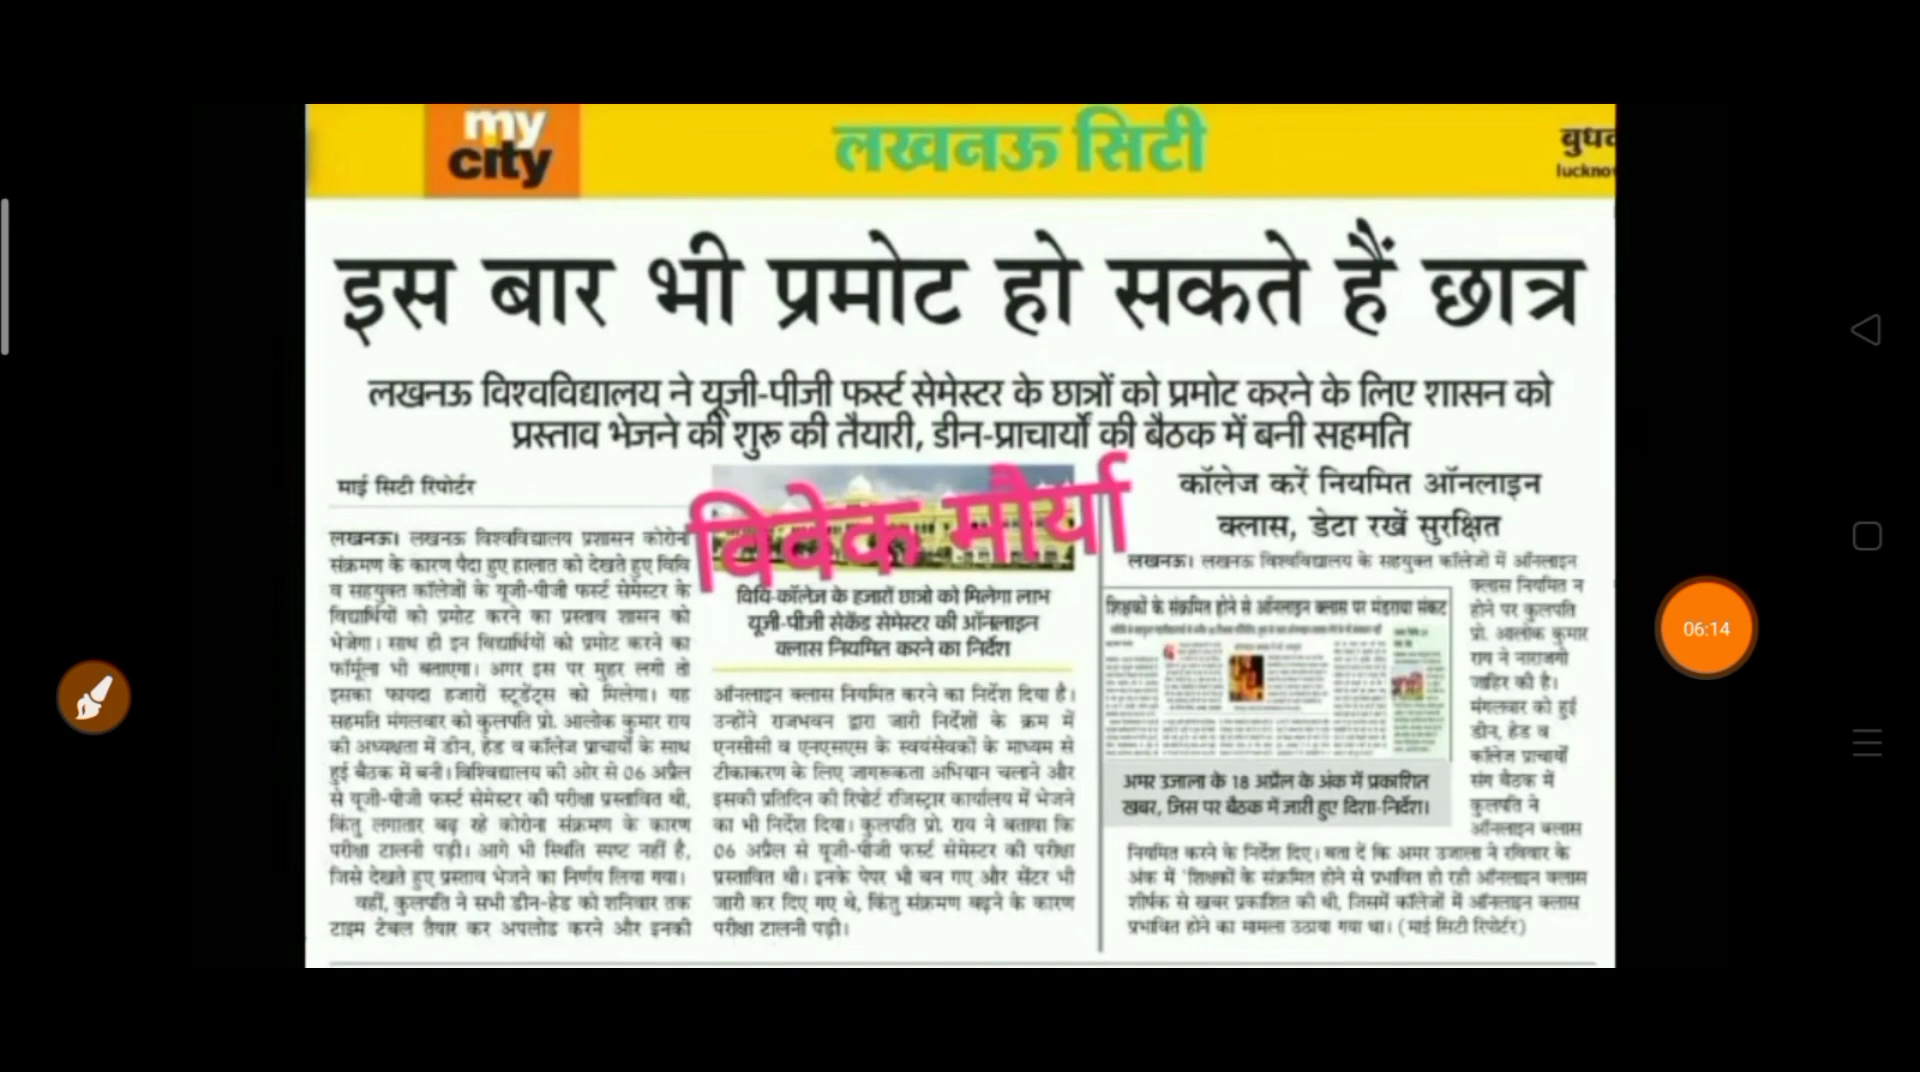 my
city
लखनऊ सिटी
lucknow
इस बार भी प्रमोट हो सकते हैं छात्र
लखनऊ विश्वविद्यालय ने यूजी-पीजी फर्स्ट सेमेस्टर के छात्रों को प्रमोट करने के लिए शासन को
प्रस्ताव भेजने की शुरू की तैयारी, डीन-प्राचार्यों की बैठक में बनी सहमति
माई सिटी रिपोर्टर
लखनऊ। लखनऊ विश्वविद्यालय प्रशासन कोरोना
संक्रमण के कारण पैदा हुए हालात को देखते हुए विवि
व सहयुक्त कॉलेजों के यूजी-पीजी फर्स्ट सेमेस्टर के
विद्यार्थियों को प्रमोट करने का प्रस्ताव शासन को
भेजेगा। साथ ही इन विद्यार्थियों को प्रमोट करने का
फॉर्मूला भी बताएगा। अगर इस पर मुहर लगी तो
इसका फायदा हजारों स्टूडेंट्स को मिलेगा। यह
सहमति मंगलवार को कुलपति प्रो. आलोक कुमार राय
की अध्यक्षता में डीन, हेड व कॉलेज प्राचार्यों के साथ
हुई बैठक में बनी। विश्विद्यालय की ओर से 06 अप्रैल
से यूजी-पीजी फर्स्ट सेमेस्टर की परीक्षा प्रस्तावित थी,
किंतु लगातार बढ़ रहे कोरोना संक्रमण के कारण
परीक्षा टालनी पड़ी। आगे भी स्थिति स्पष्ट नहीं है,
जिसे देखते हुए प्रस्ताव भेजने का निर्णय लिया गया।
वहीं, कुलपति ने सभी डीन-हेड को शनिवार तक
टाइम टेबल तैयार कर अपलोड करने और इनकी
विवेक मौर्या
विवि-कॉलेज के हजारों छात्रों को मिलेगा लाभ
यूजी-पीजी सेकेंड सेमेस्टर की ऑनलाइन
क्लास नियमित करने का निर्देश
ऑनलाइन क्लास नियमित करने का निर्देश दिया है।
उन्होंने राजभवन द्वारा जारी निर्देशों के क्रम में
एनसीसी व एनएसएस के स्वयंसेवकों के माध्यम से
टीकाकरण के लिए जागरूकता अभियान चलाने और
इसकी प्रतिदिन की रिपोर्ट रजिस्ट्रार कार्यालय में भेजने
का भी निर्देश दिया। कुलपति प्रो. राय ने बताया कि
06 अप्रैल से यूजी-पीजी फर्स्ट सेमेस्टर की परीक्षा
प्रस्तावित थी। इनके पेपर भी बन गए और सेंटर भी
जारी कर दिए गए थे, किंतु संक्रमण बढ़ने के कारण
परीक्षा टालनी पड़ी।
कॉलेज करें नियमित ऑनलाइन
क्लास, डेटा रखें सुरक्षित
लखनऊ। लखनऊ विश्वविद्यालय के सहयुक्त कॉलेजों में ऑनलाइन
क्लास नियमित न
होने पर कुलपति
प्रो. आलोक कुमार
राय ने नाराजगी
जाहिर की है।
मंगलवार को हुई
डीन, हेड व
कॉलेज प्राचार्यों
संग बैठक में
कुलपति ने
ऑनलाइन क्लास
शिक्षकों के संक्रमित होने से ऑनलाइन क्लास पर मंडराया संकट
अमर उजाला के 18 अप्रैल के अंक में प्रकाशित
खबर, जिस पर बैठक में जारी हुए दिशा-निर्देश।
नियमित करने के निर्देश दिए। बता दें कि अमर उजाला ने रविवार के
अंक में 'शिक्षकों के संक्रमित होने से प्रभावित हो रही ऑनलाइन क्लास
शीर्षक से खबर प्रकाशित की थी, जिसमें कॉलेजों में ऑनलाइन क्लास
प्रभावित होने का मामला उठाया गया था। (माई सिटी रिपोर्टर)
06:14